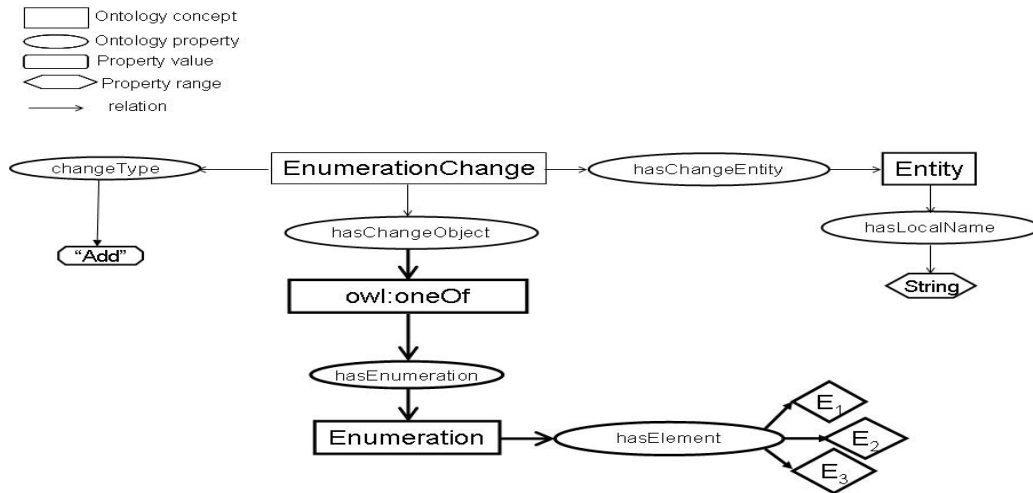 Ontology concept
Ontology property
Property value
Property range
relation
changeType
EnumerationChange
hasChangeEntity
Entity
hasChangeObject
hasLocalName
“Add”
owl:oneOf
String
hasEnumeration
E1
Enumeration
hasElement
E2
E3